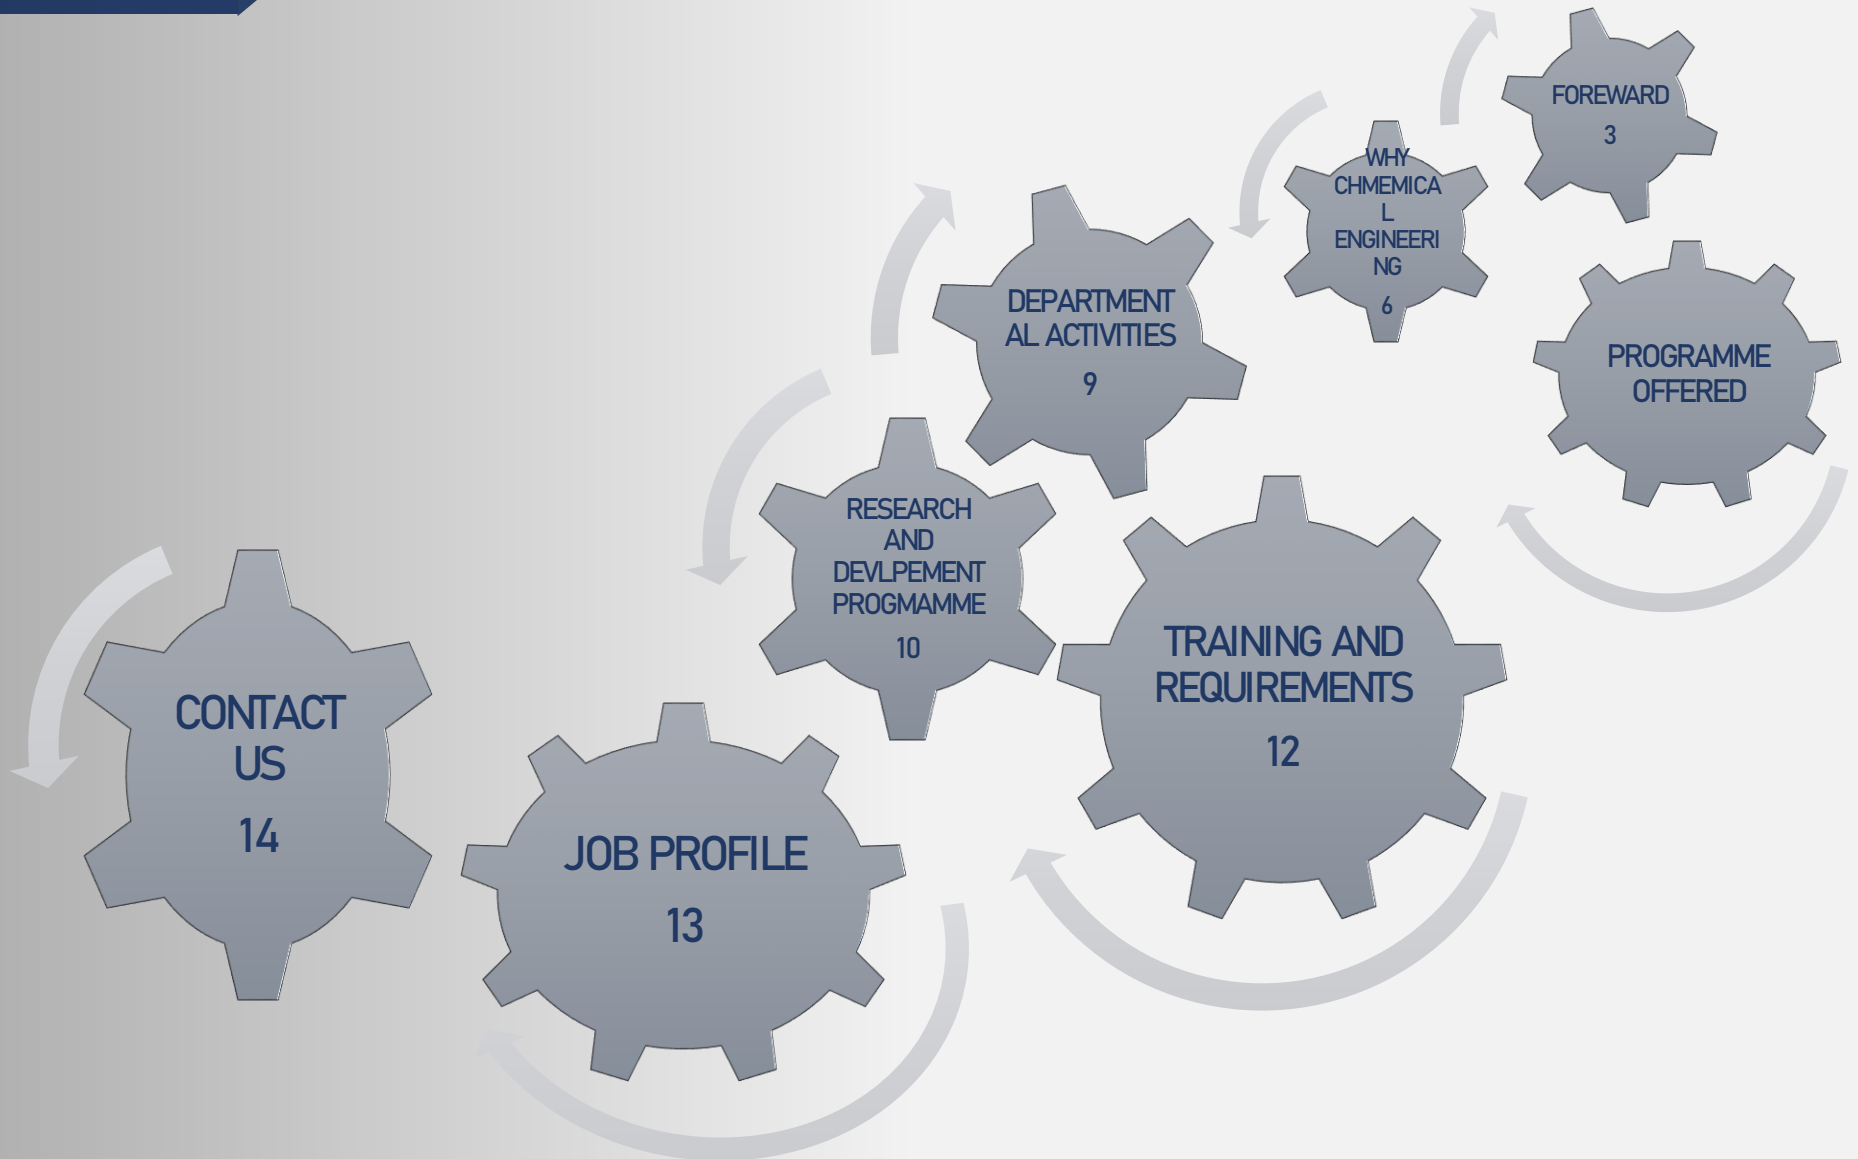 FOREWARD
3
WHY
CHMEMICA
L
ENGINEERI
NG
6
PROGRAMME
OFFERED
DEPARTMENT
AL ACTIVITIES
9
RESEARCH
AND
DEVLPEMENT
PROGMAMME
10
TRAINING AND
REQUIREMENTS
12
JOB PROFILE
13
CONTACT
US
14